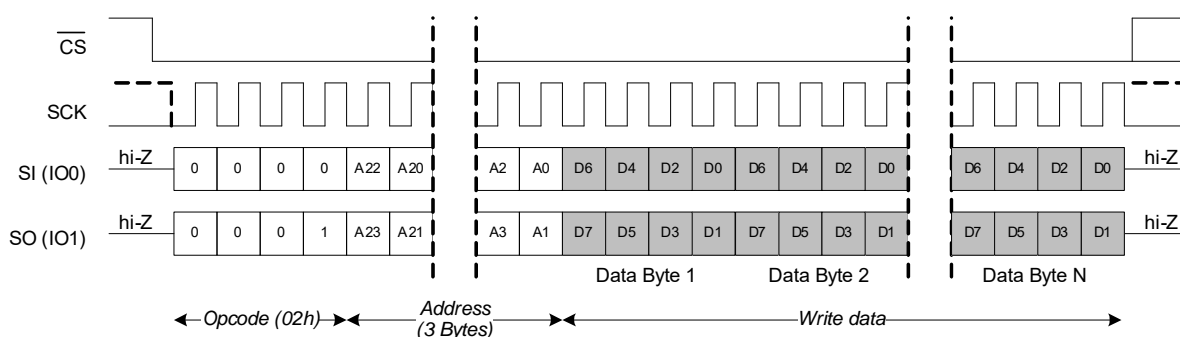 CS
SCK
hi-Z
SI (IO0) 0 0 0 0 A22 A20 A2 A0 D6 D4 D2 D0 D6 D4 D2 D0 D6 D4 D2 D0 hi-Z
hi-Z
SO (IO1) 0 0 0 1 A23 A21 A3 A1 D7 D5 D3 D1 D7 D5 D3 D1 D7 D5 D3 D1 hi-Z
Data Byte 1 Data Byte 2 Data Byte N
Opcode (02h) Address Write data
(3 Bytes)